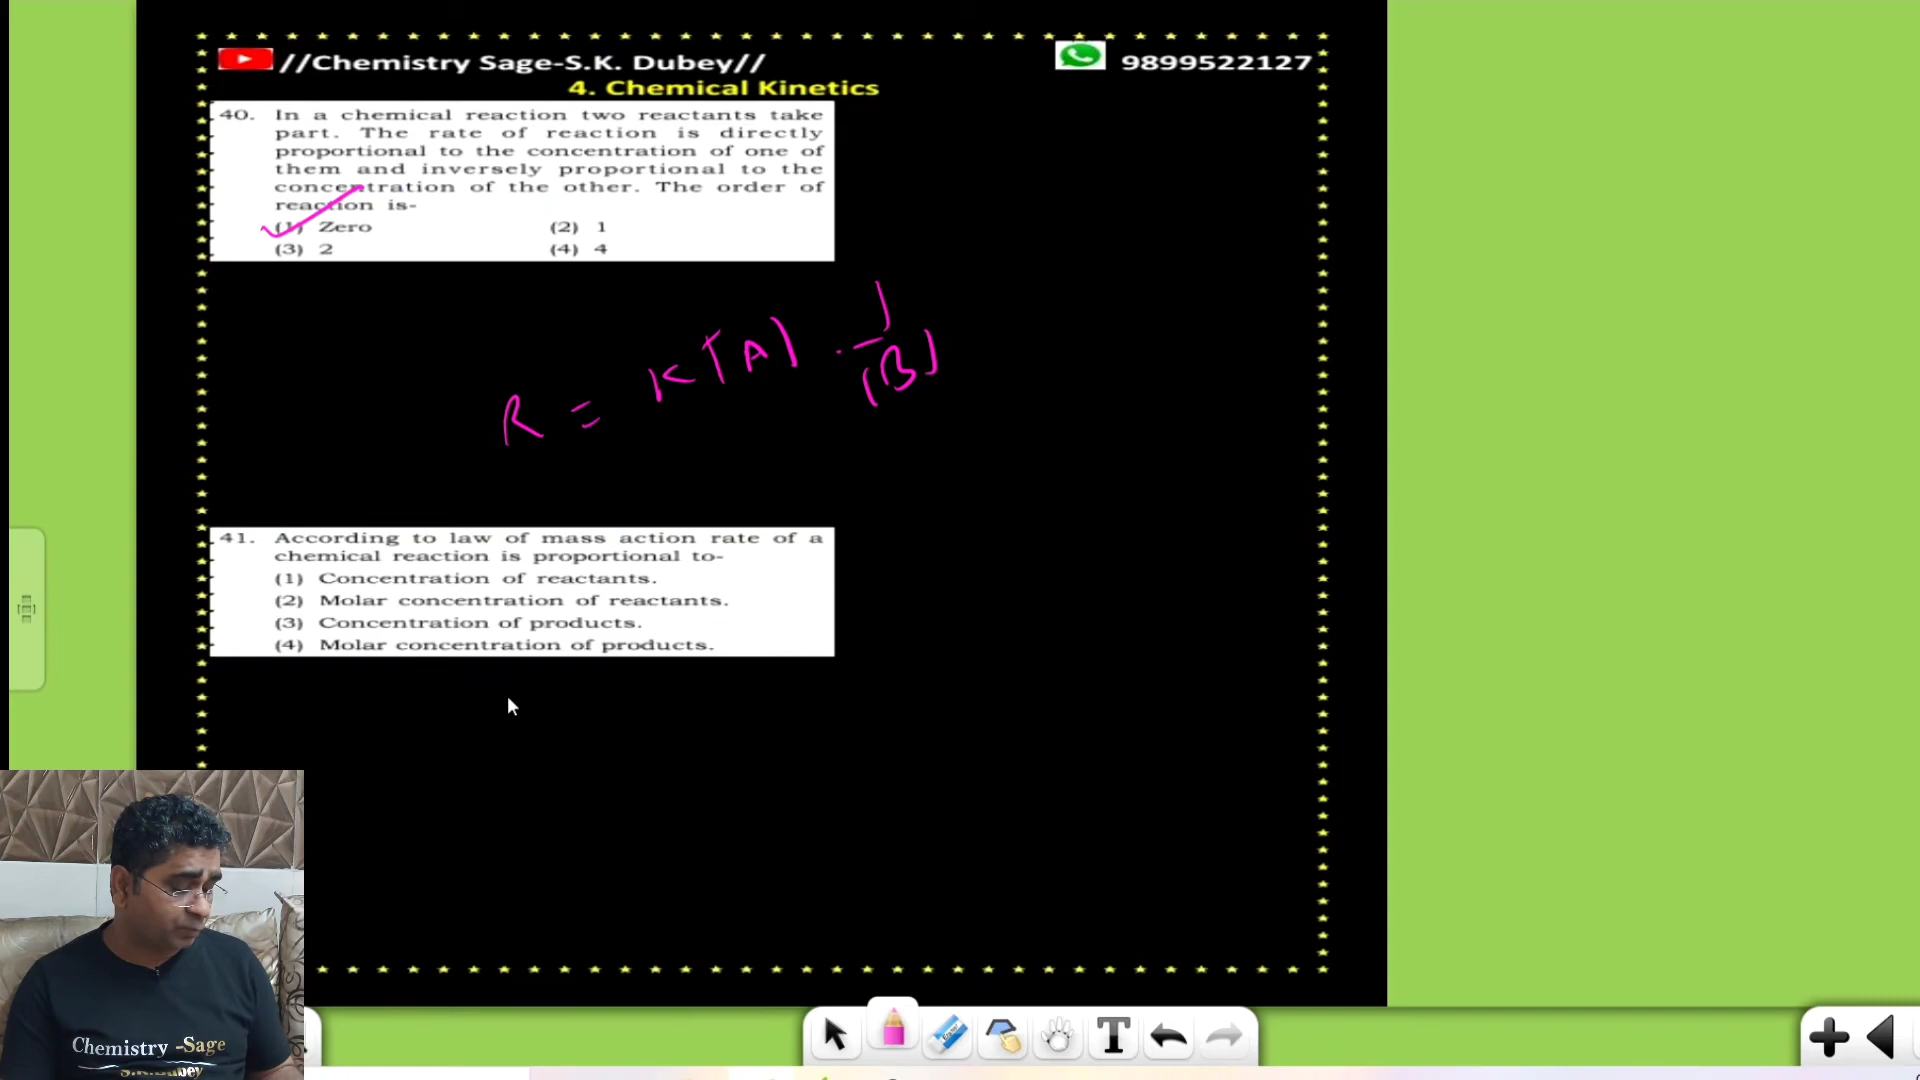 //Chemistry Sage-S.K. Dubey// 9899522127
4. Chemical Kinetics
40. In a chemical reaction two reactants take
part. The rate of reaction is directly
proportional to the concentration of one of
them and inversely proportional to the
concentration of the other. The order of
reaction is-
(1) Zero (2) 1
(3) 2 (4) 4
R = K[A] · 1/[B]
41. According to law of mass action rate of a
chemical reaction is proportional to-
(1) Concentration of reactants.
(2) Molar concentration of reactants.
(3) Concentration of products.
(4) Molar concentration of products.
Chemistry -Sage
S.K.Dubey
T